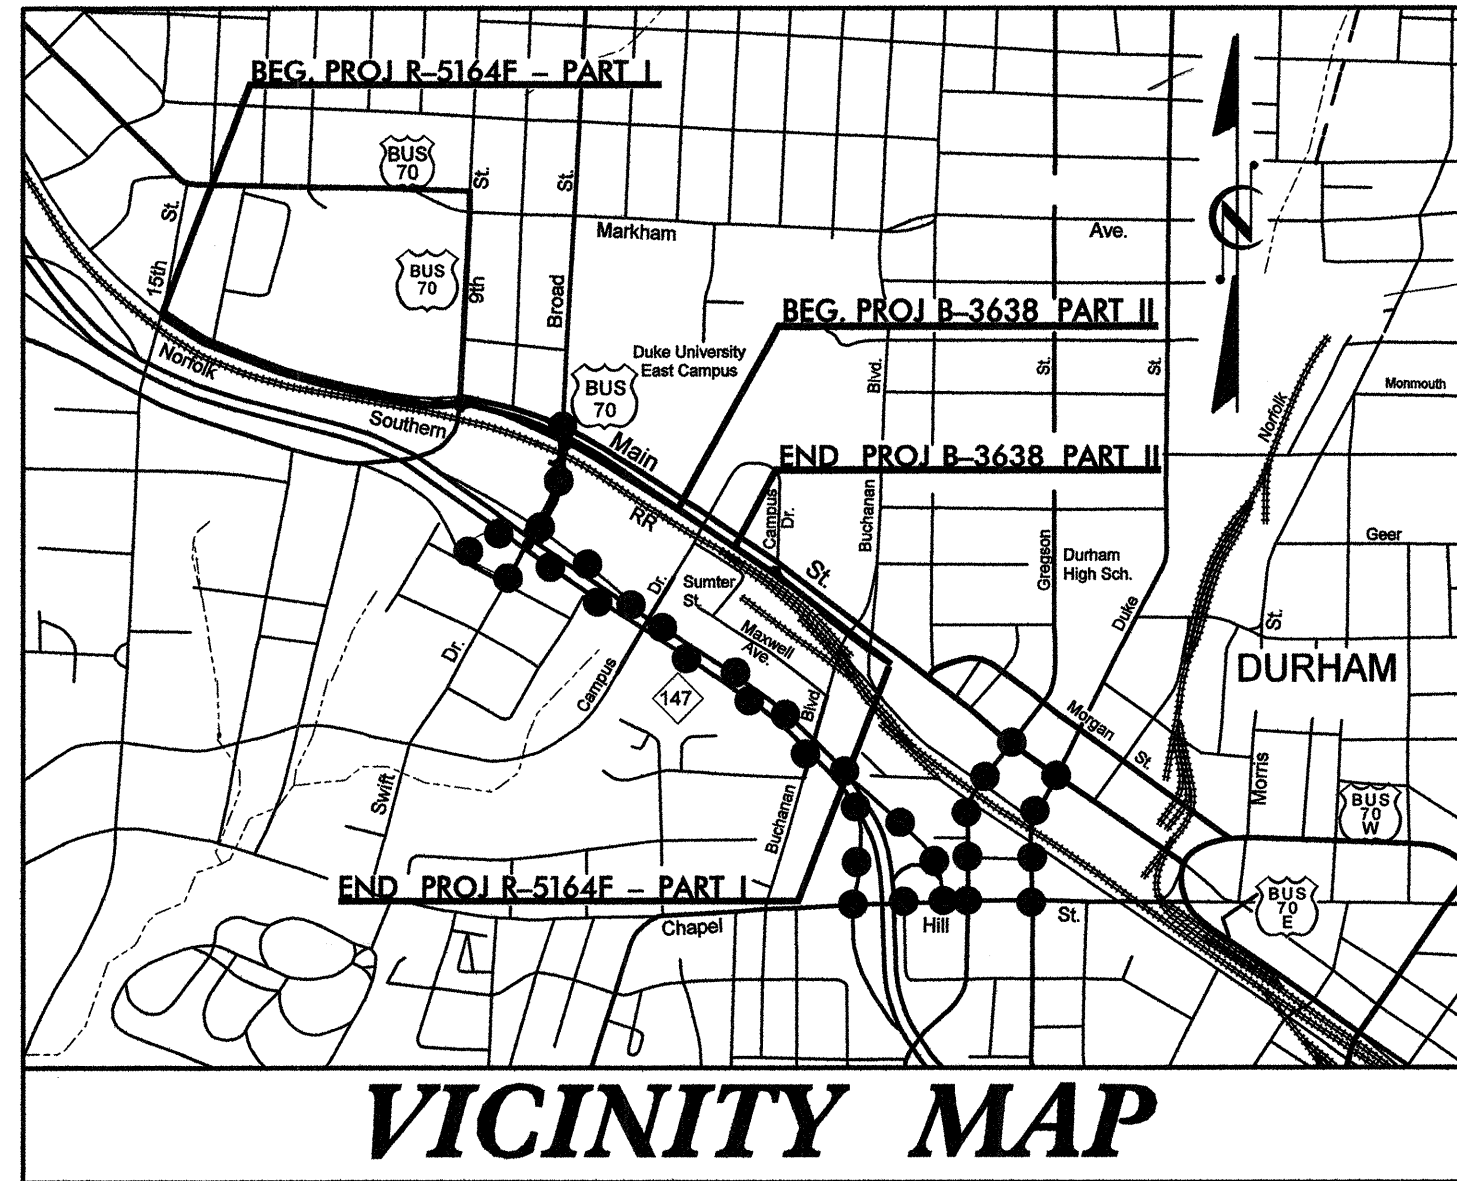 BEG. PROJ R–5164F – PART I
BUS
70
St.
St.
St.
Markham
Ave.
BUS
70
15th
9th
Broad
BEG. PROJ B–3638 PART II
Norfolk
Duke University
East Campus
Blvd.
St.
St.
Monmouth
BUS
70
Southern
Main
Norfolk
END PROJ B–3638 PART II
Campus
Dr.
Buchanan
RR
Geer
Gregson
Durham
High Sch.
St.
Dr.
Sumter
St.
Duke
St.
Maxwell
Ave.
Dr.
DURHAM
Campus
147
Blvd
Morgan
St.
Morris
Swift
Buchanan
BUS
70
W
END PROJ R–5164F – PART I
BUS
70
E
Chapel
Hill
St.
VICINITY MAP